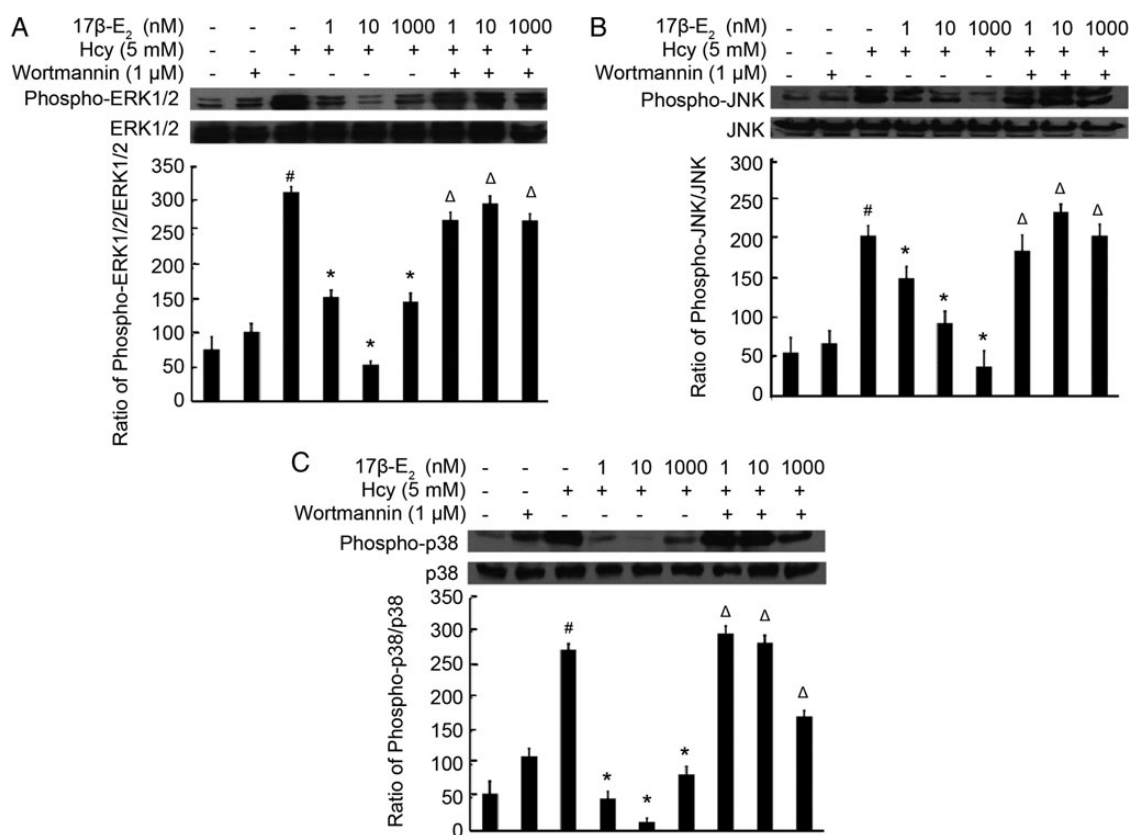 A
17β-E₂ (nM) - - - 1 10 1000 1 10 1000
Hcy (5 mM) - - + + + + + + +
Wortmannin (1 μM) - + - - - - + + +
Phospho-ERK1/2
ERK1/2
Ratio of Phospho-ERK1/2/ERK1/2
350
300
250
200
150
100
50
0
# * * * Δ Δ Δ
B
17β-E₂ (nM) - - - 1 10 1000 1 10 1000
Hcy (5 mM) - - + + + + + + +
Wortmannin (1 μM) - + - - - - + + +
Phospho-JNK
JNK
Ratio of Phospho-JNK/JNK
300
250
200
150
100
50
0
# * * * Δ Δ Δ
C
17β-E₂ (nM) - - - 1 10 1000 1 10 1000
Hcy (5 mM) - - + + + + + + +
Wortmannin (1 μM) - + - - - - + + +
Phospho-p38
p38
Ratio of Phospho-p38/p38
350
300
250
200
150
100
50
0
# * * * Δ Δ Δ